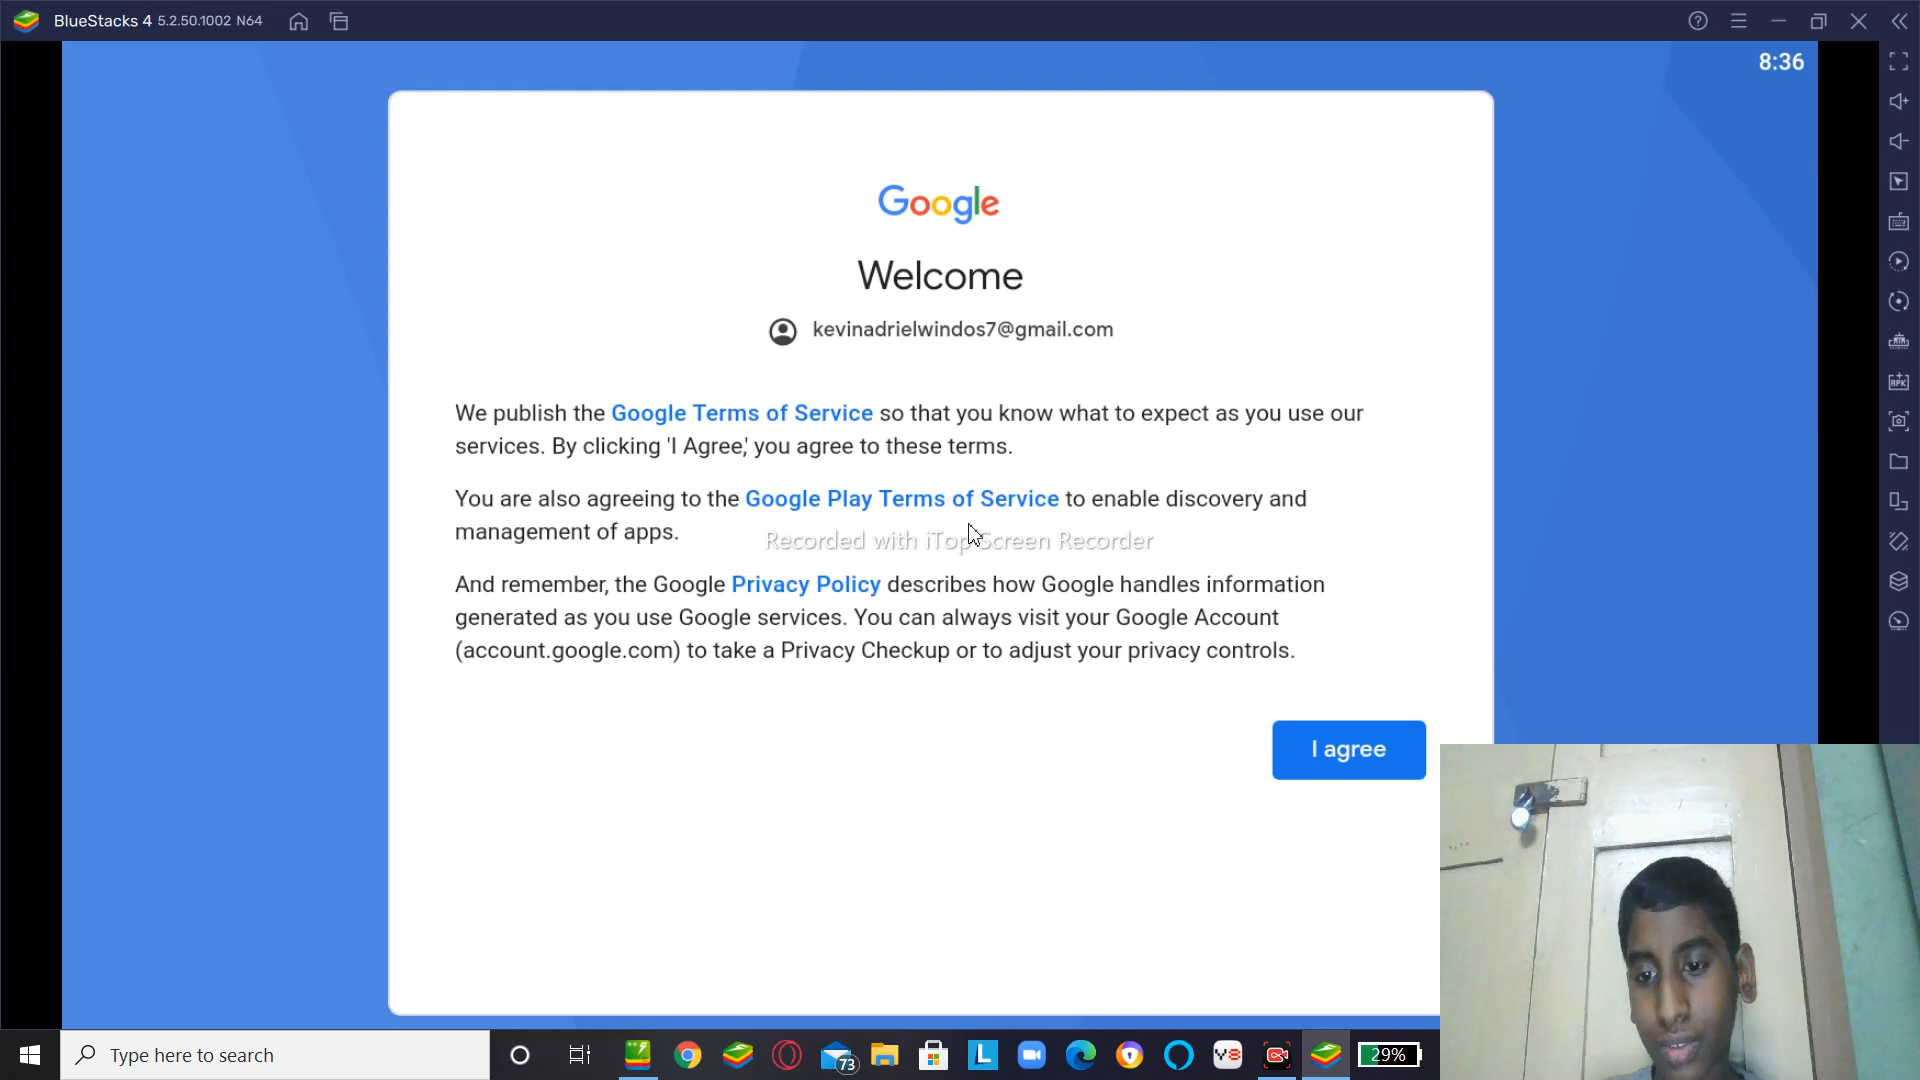 BlueStacks 4 5.2.50.1002 N64
8:36
Google
Welcome
kevinadrielwindos7@gmail.com
We publish the Google Terms of Service so that you know what to expect as you use our
services. By clicking 'I Agree,' you agree to these terms.
You are also agreeing to the Google Play Terms of Service to enable discovery and
management of apps.
Recorded with iTop Screen Recorder
And remember, the Google Privacy Policy describes how Google handles information
generated as you use Google services. You can always visit your Google Account
(account.google.com) to take a Privacy Checkup or to adjust your privacy controls.
I agree
Type here to search
73
L
29%